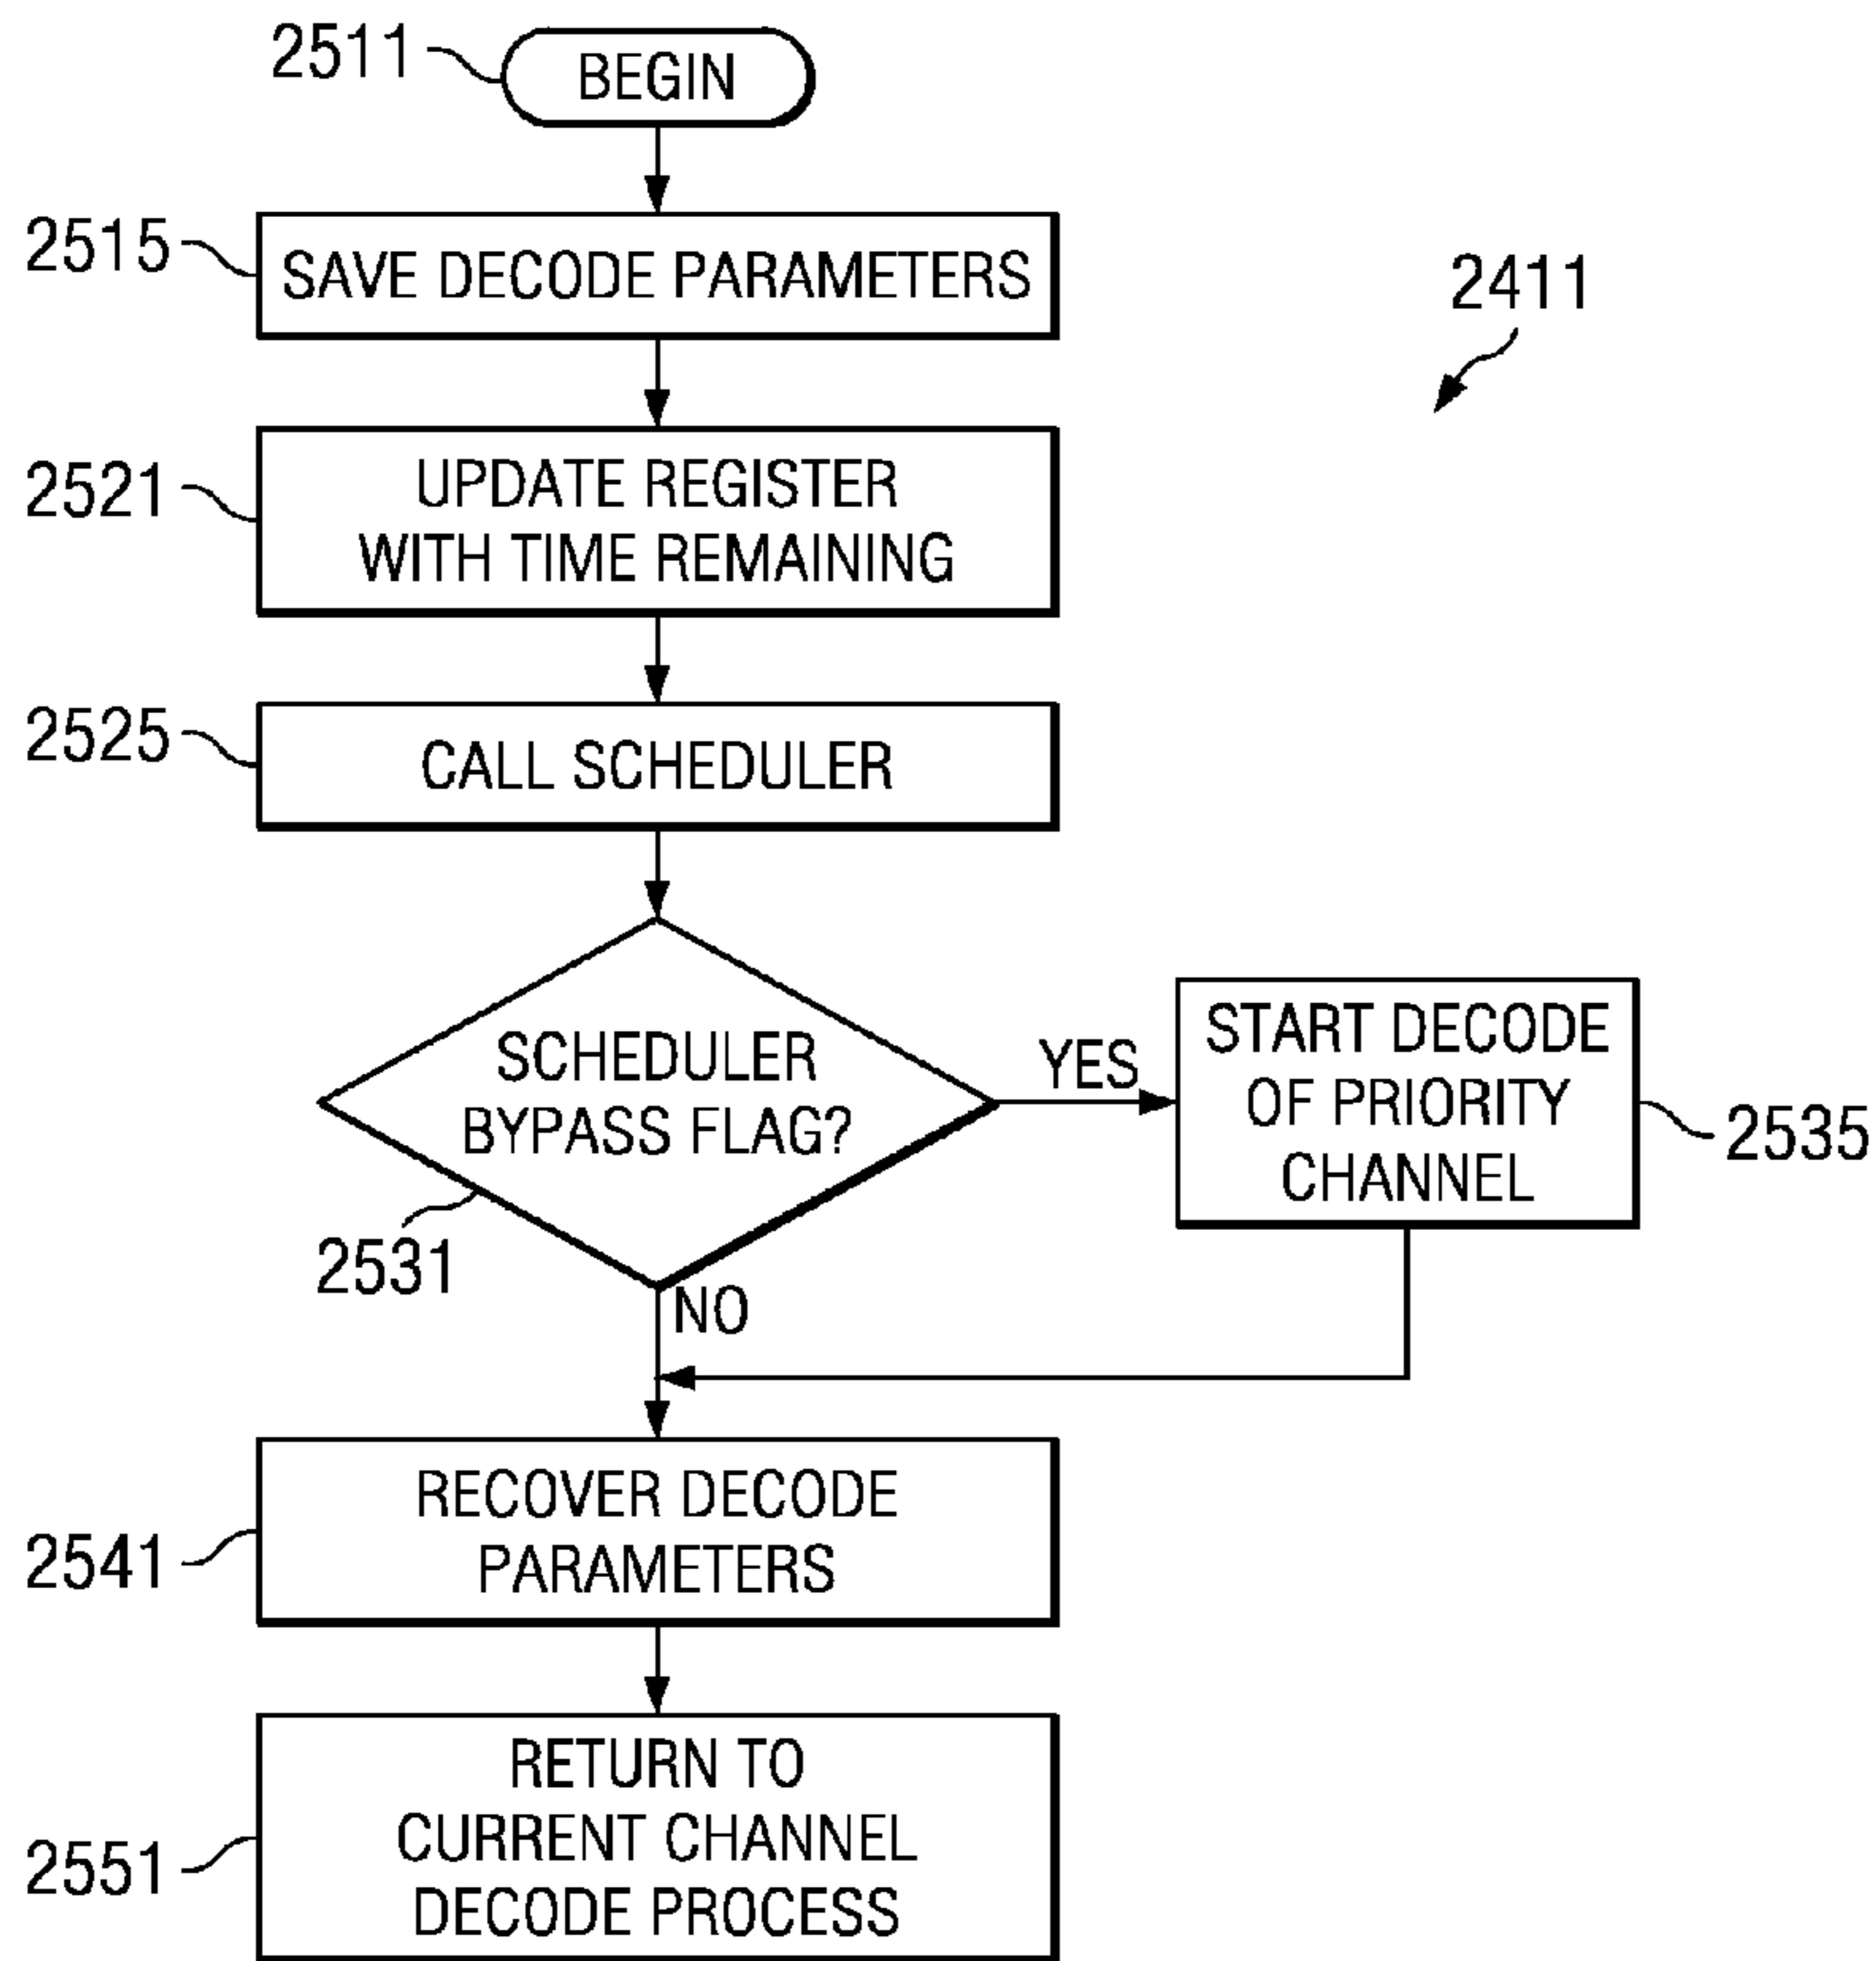 2511
BEGIN
2515
SAVE DECODE PARAMETERS
2411
2521
UPDATE REGISTER
WITH TIME REMAINING
2525
CALL SCHEDULER
SCHEDULER
BYPASS FLAG?
2531
YES
START DECODE
OF PRIORITY
CHANNEL
2535
NO
2541
RECOVER DECODE
PARAMETERS
2551
RETURN TO
CURRENT CHANNEL
DECODE PROCESS